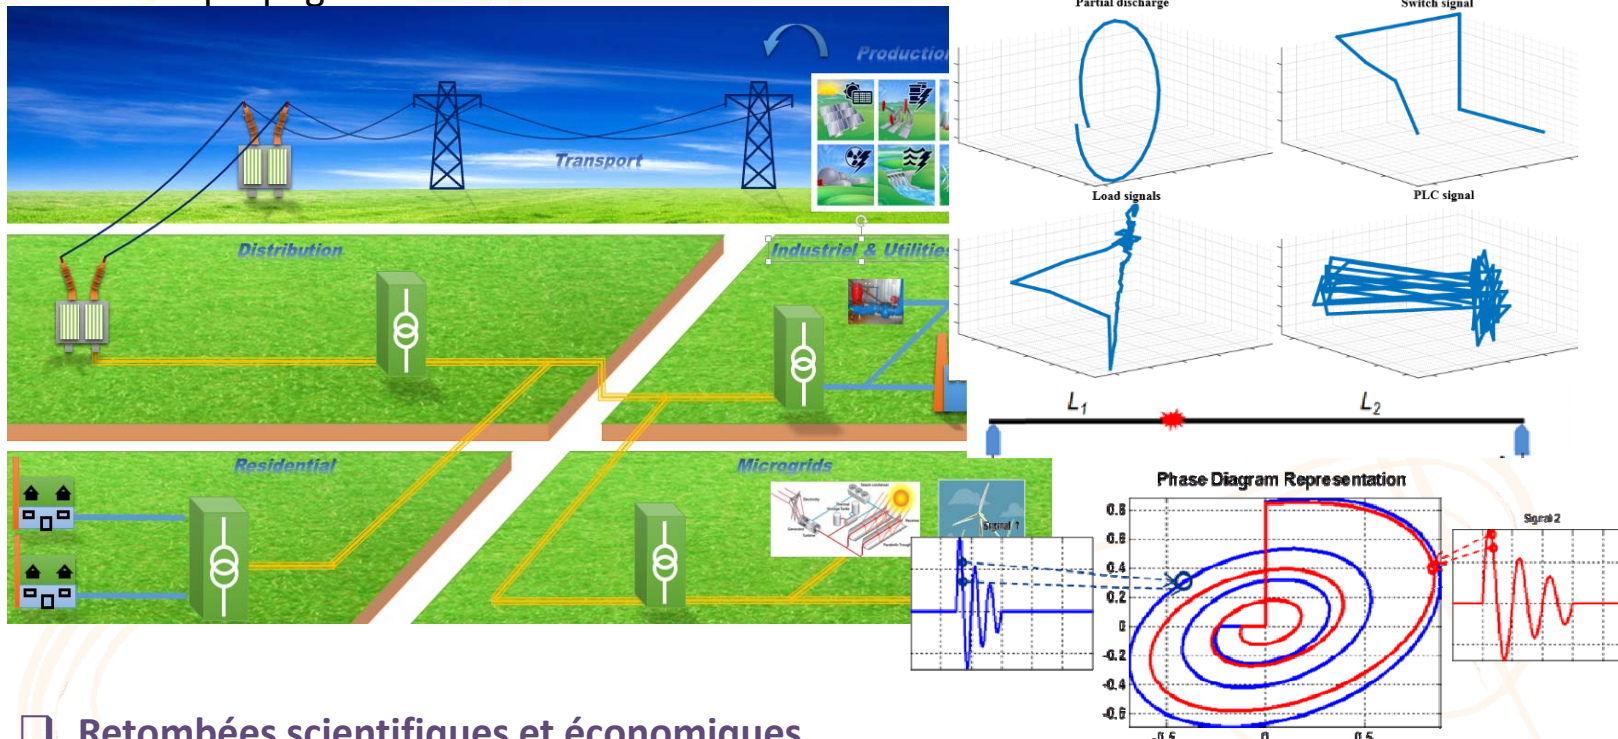 Partial discharge
Switch signal
Production
Transport
Load signals
PLC signal
Distribution
Industriel & Utilities
L1
L2
Residential
Microgrids
Phase Diagram Representation
Signal 2
0.8
0.6
0.4
0.2
0
-0.2
-0.4
-0.6
-0.5
0
0.5
Retombées scientifiques et économiques